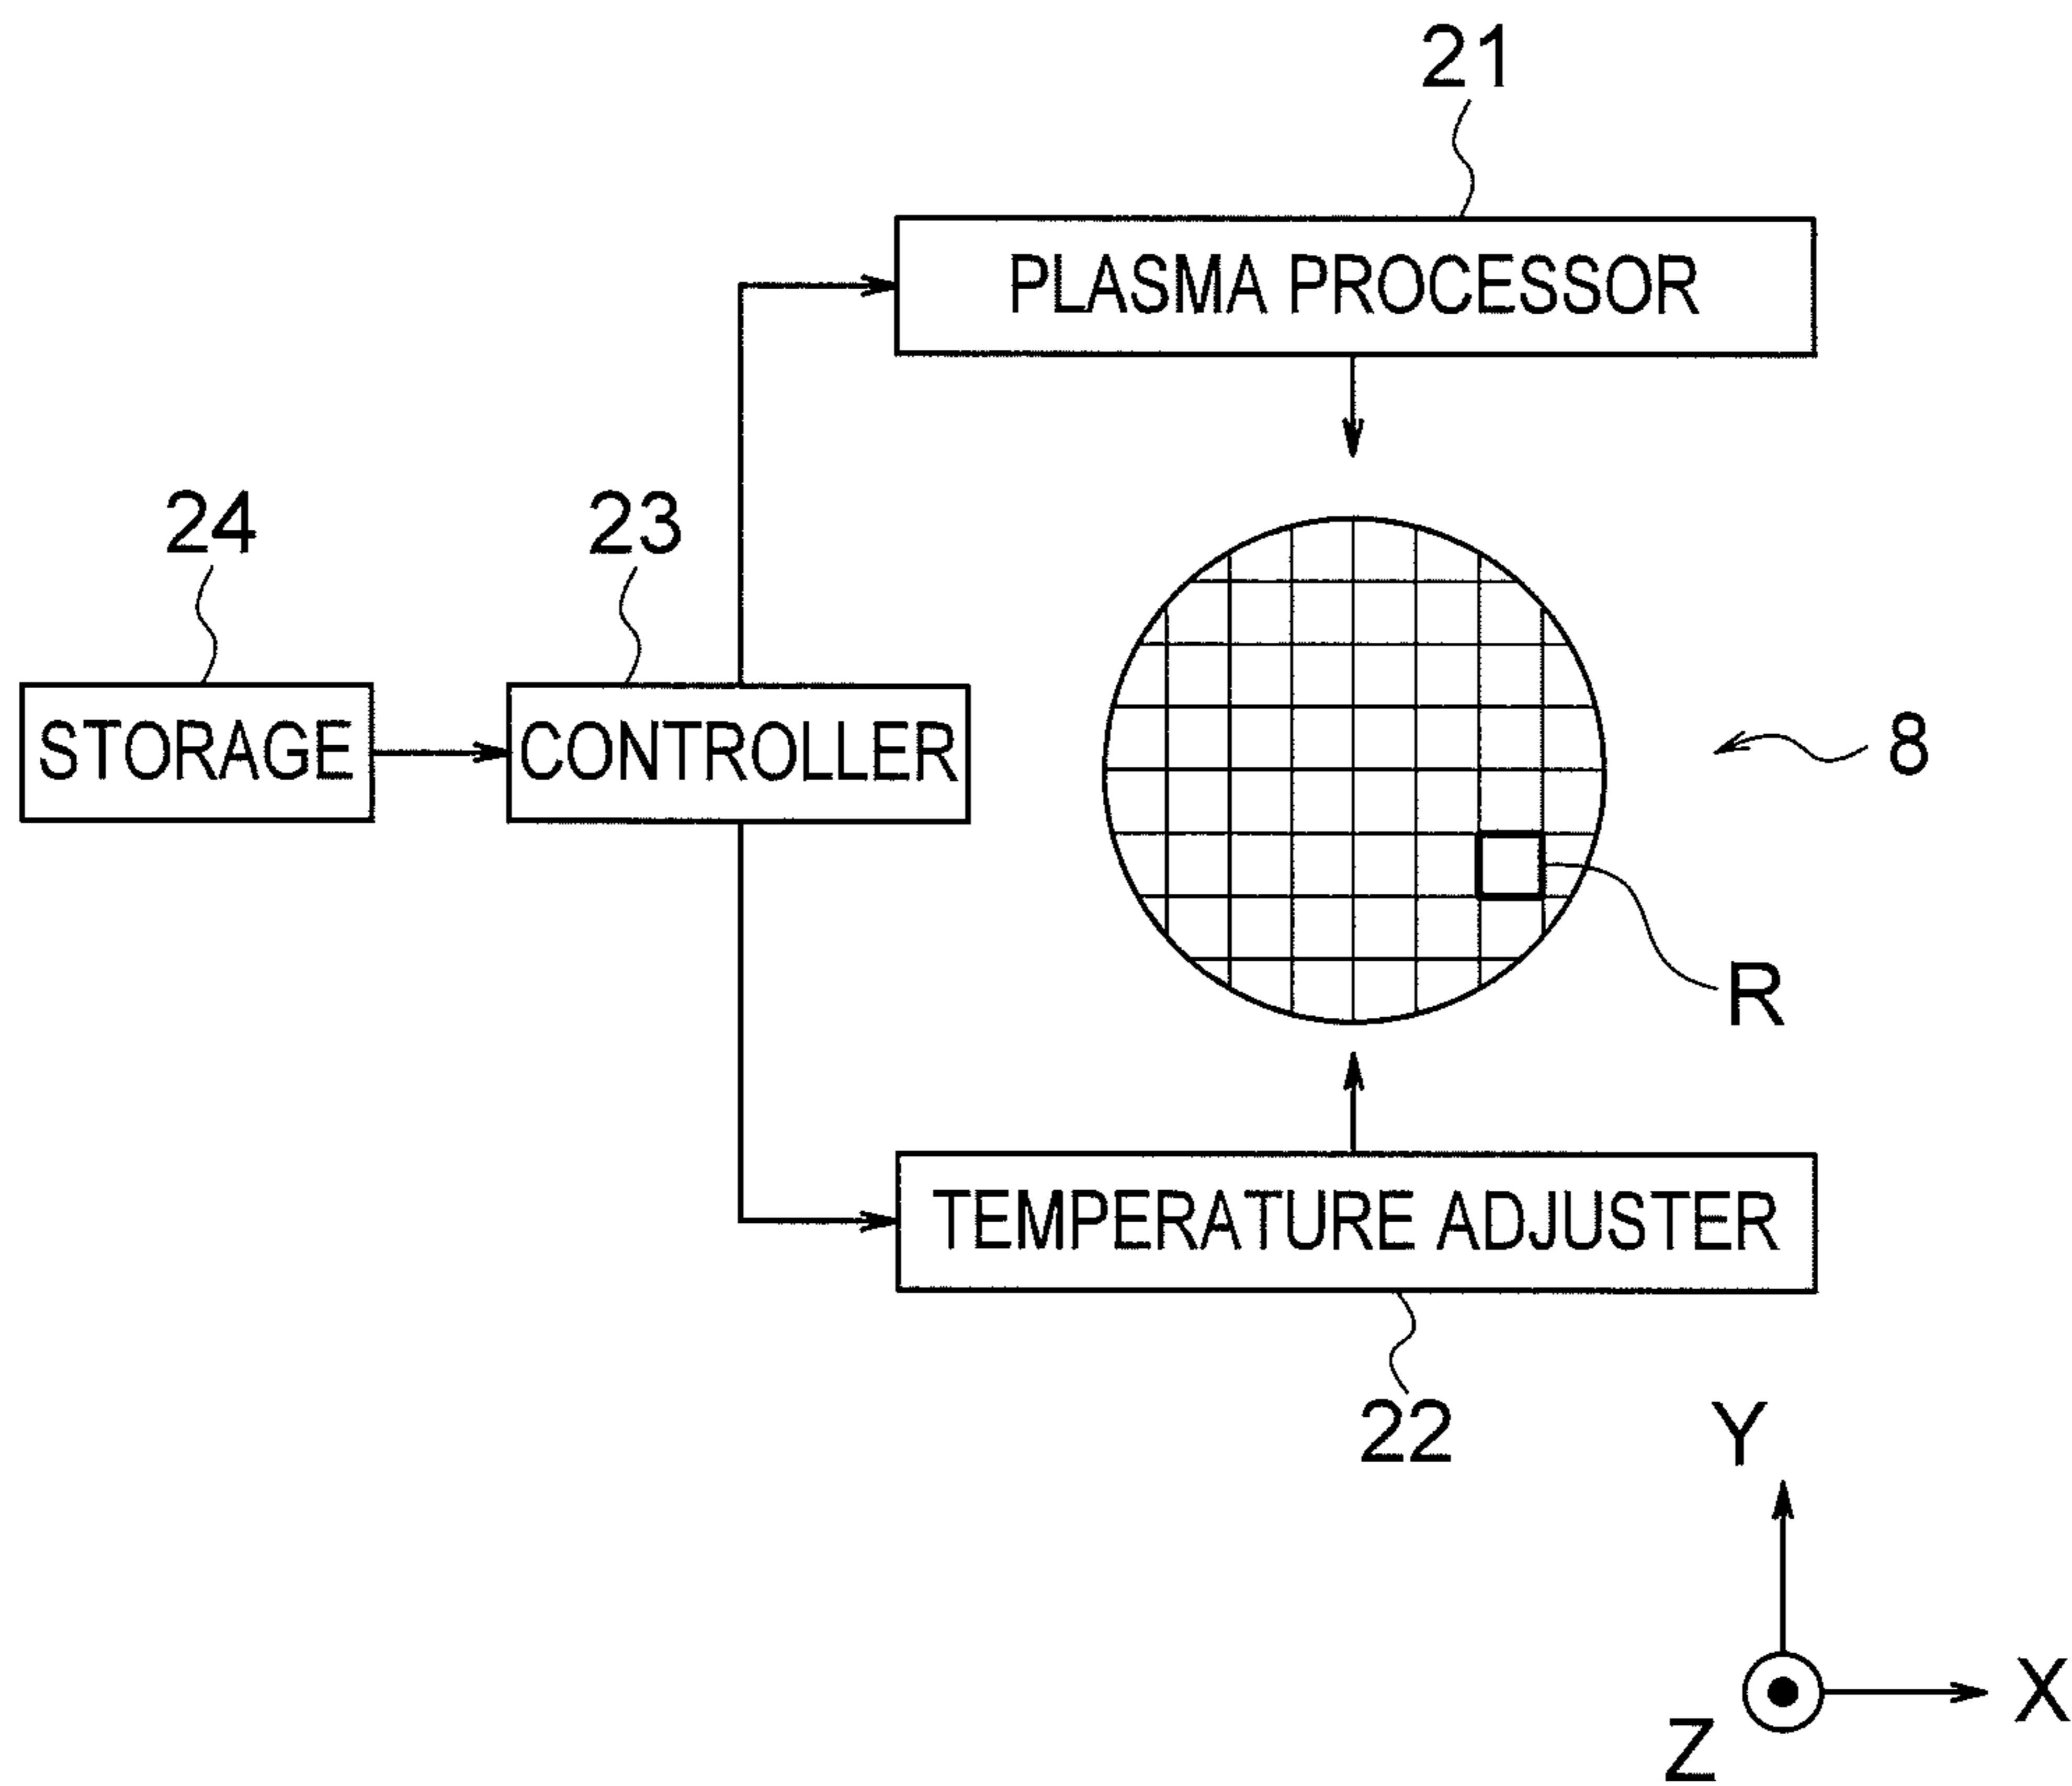 21
PLASMA PROCESSOR
24
23
STORAGE
CONTROLLER
8
R
TEMPERATURE ADJUSTER
22
Y
X
Z